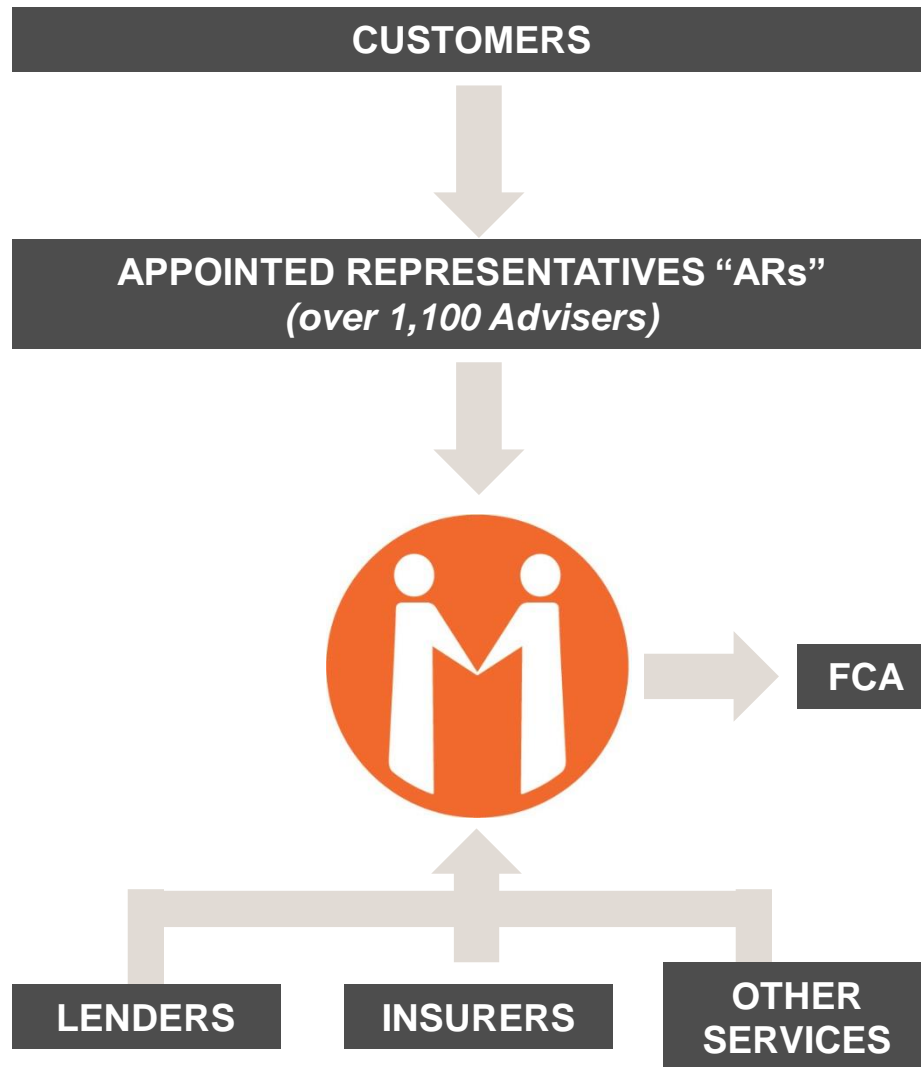 CUSTOMERS
APPOINTED REPRESENTATIVES “ARs”
(over 1,100 Advisers)
FCA
LENDERS
INSURERS
OTHER
SERVICES